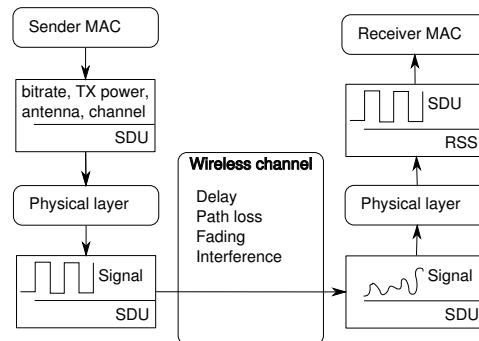 Sender MAC
bitrate, TX power,
antenna, channel
SDU
Physical layer
Signal
SDU
Wireless channel
Delay
Path loss
Fading
Interference
Receiver MAC
SDU
RSS
Physical layer
Signal
SDU